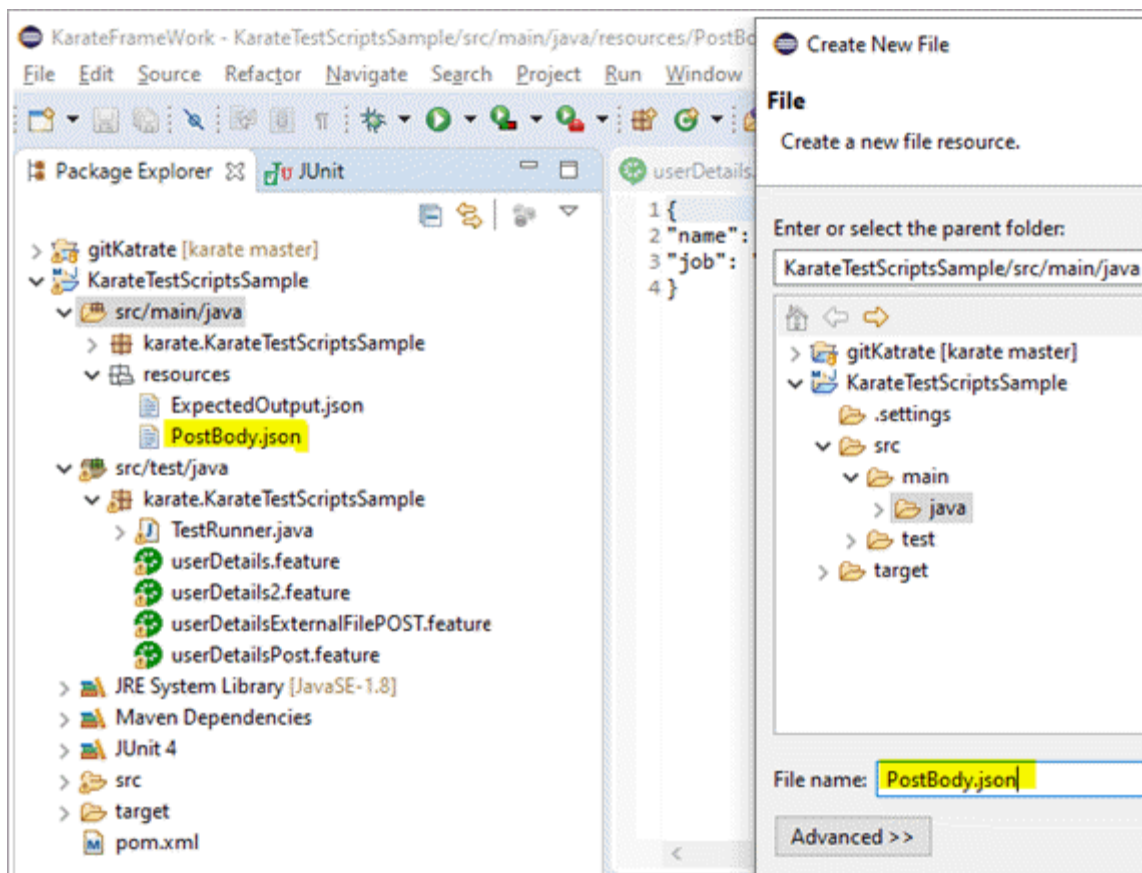 KarateFrameWork - KarateTestScriptsSample/src/main/java/resources/PostBo
File Edit Source Refactor Navigate Search Project Run Window
Package Explorer JUnit
gitKatrate [karate master]
KarateTestScriptsSample
src/main/java
karate.KarateTestScriptsSample
resources
ExpectedOutput.json
PostBody.json
src/test/java
karate.KarateTestScriptsSample
TestRunner.java
userDetails.feature
userDetails2.feature
userDetailsExternalFilePOST.feature
userDetailsPost.feature
JRE System Library [JavaSE-1.8]
Maven Dependencies
JUnit 4
src
target
pom.xml
userDetails.
1 {
2 "name":
3 "job": "
4 }
Create New File
File
Create a new file resource.
Enter or select the parent folder:
KarateTestScriptsSample/src/main/java
gitKatrate [karate master]
KarateTestScriptsSample
.settings
src
main
java
test
target
File name: PostBody.json
Advanced >>